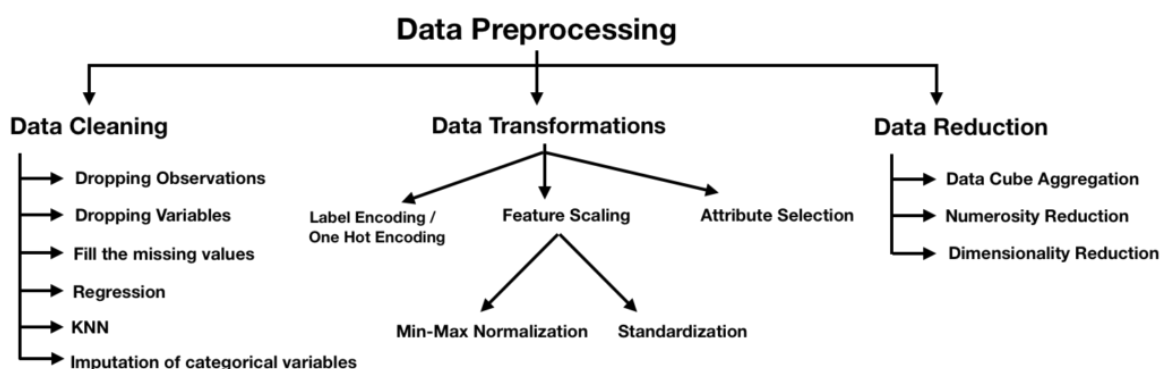 Data Preprocessing
Data Cleaning
Dropping Observations
Dropping Variables
Fill the missing values
Regression
KNN
Imputation of categorical variables
Data Transformations
Label Encoding /
One Hot Encoding
Feature Scaling
Attribute Selection
Min-Max Normalization
Standardization
Data Reduction
Data Cube Aggregation
Numerosity Reduction
Dimensionality Reduction